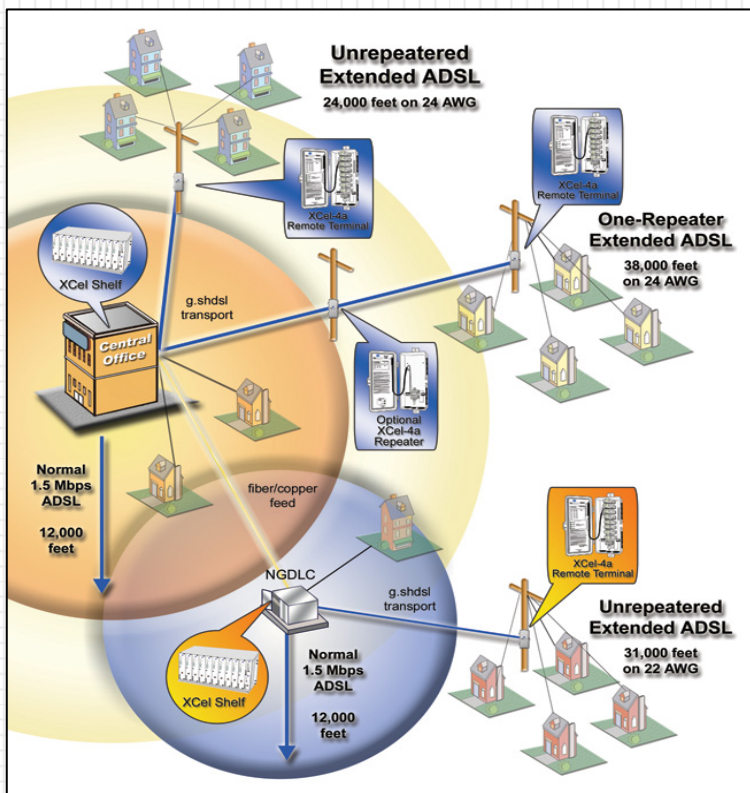 Unrepeatered
Extended ADSL
24,000 feet on 24 AWG
XCel-4a
Remote Terminal
XCel-4a
Remote Terminal
One-Repeater
Extended ADSL
38,000 feet
on 24 AWG
XCel Shelf
g.shdsl
transport
Central
Office
Optional
XCel-4a
Repeater
Normal
1.5 Mbps
ADSL
12,000
feet
fiber/copper
feed
NGDLC
XCel-4a
Remote Terminal
g.shdsl
transport
Unrepeatered
Extended ADSL
31,000 feet
on 22 AWG
XCel Shelf
Normal
1.5 Mbps
ADSL
12,000
feet